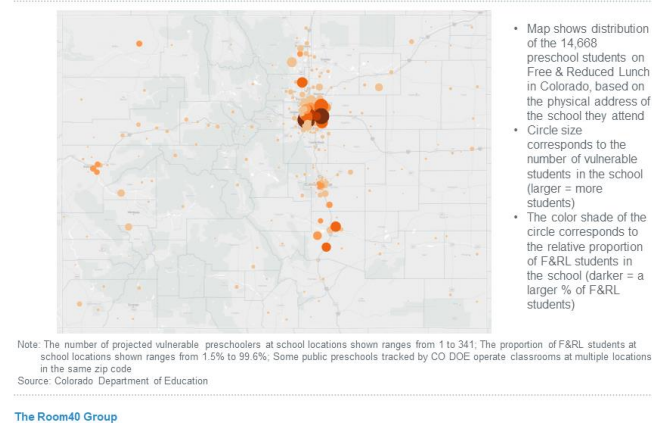 • Map shows distribution
of the 14,668
preschool students on
Free & Reduced Lunch
in Colorado, based on
the physical address of
the school they attend
• Circle size
corresponds to the
number of vulnerable
students in the school
(larger = more
students)
• The color shade of the
circle corresponds to
the relative proportion
of F&RL students in
the school (darker = a
larger % of F&RL
students)
Note: The number of projected vulnerable preschoolers at school locations shown ranges from 1 to 341; The proportion of F&RL students at
school locations shown ranges from 1.5% to 99.6%; Some public preschools tracked by CO DOE operate classrooms at multiple locations
in the same zip code
Source: Colorado Department of Education
The Room40 Group